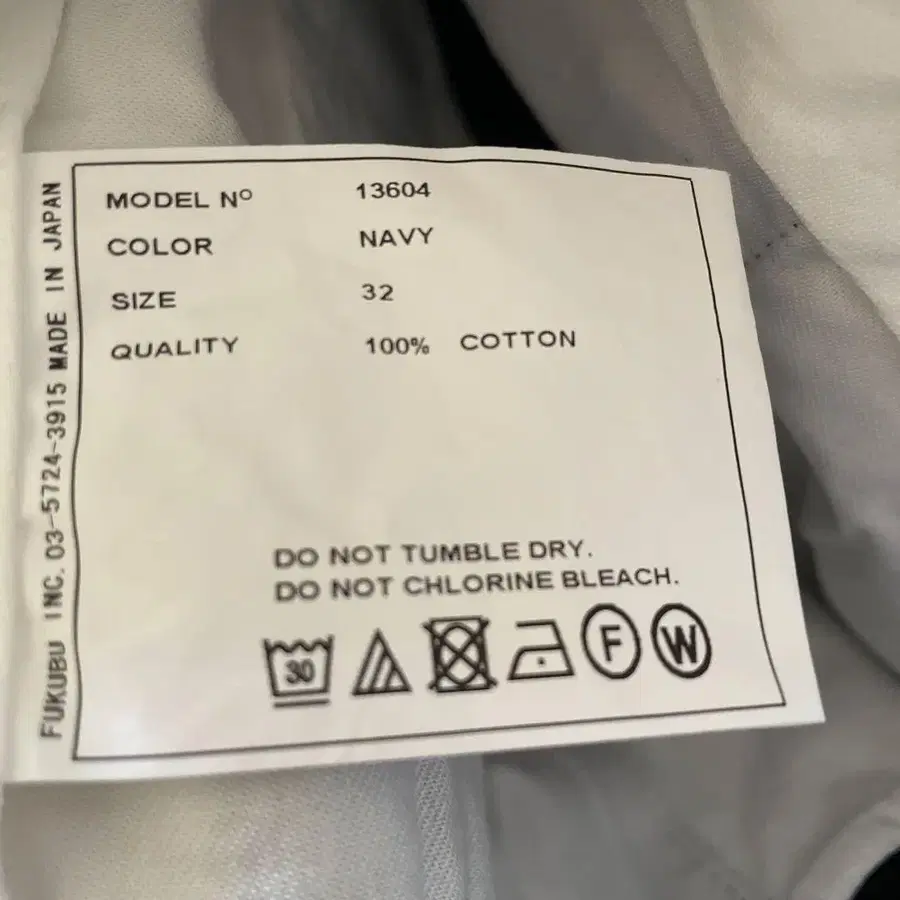 MODEL Nº 13604
COLOR NAVY
SIZE 32
QUALITY 100% COTTON
DO NOT TUMBLE DRY.
DO NOT CHLORINE BLEACH.
30 F W
FUKUBU INC. 03-5724-3915 MADE IN JAPAN